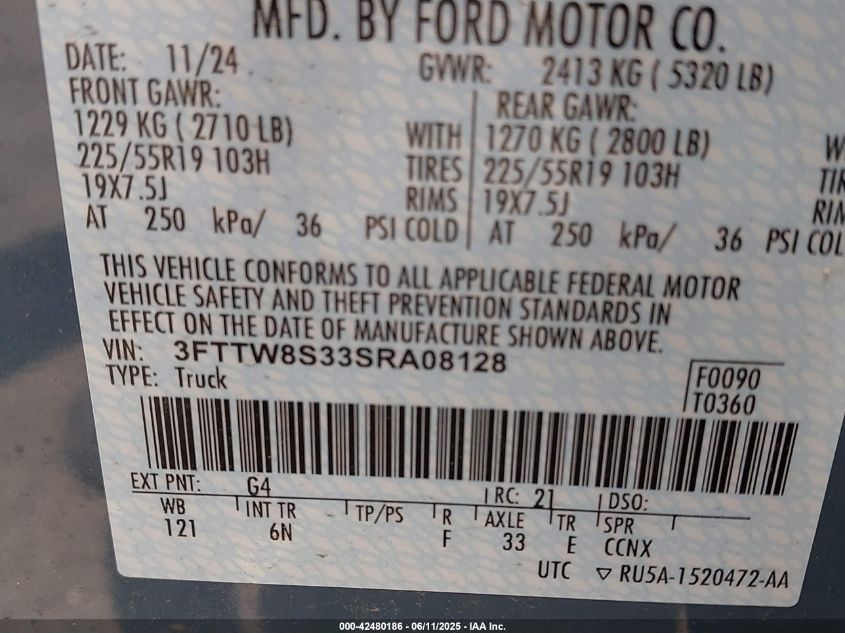 MFD. BY FORD MOTOR CO.
DATE: 11/24 GVWR: 2413 KG ( 5320 LB)
FRONT GAWR: REAR GAWR:
1229 KG ( 2710 LB) WITH 1270 KG ( 2800 LB) W
225/55R19 103H TIRES 225/55R19 103H TIR
19X7.5J RIMS 19X7.5J RIM
AT 250 kPa/ 36 PSI COLD AT 250 kPa/ 36 PSI COL
THIS VEHICLE CONFORMS TO ALL APPLICABLE FEDERAL MOTOR
VEHICLE SAFETY AND THEFT PREVENTION STANDARDS IN
EFFECT ON THE DATE OF MANUFACTURE SHOWN ABOVE.
VIN: 3FTTW8S33SRA08128
TYPE: Truck
F0090
T0360
EXT PNT: G4 RC: 21 DSO:
WB INT TR TP/PS R AXLE TR SPR
121 6N F 33 E CCNX
UTC ▽ RU5A-1520472-AA
000-42480186 - 06/11/2025 - IAA Inc.